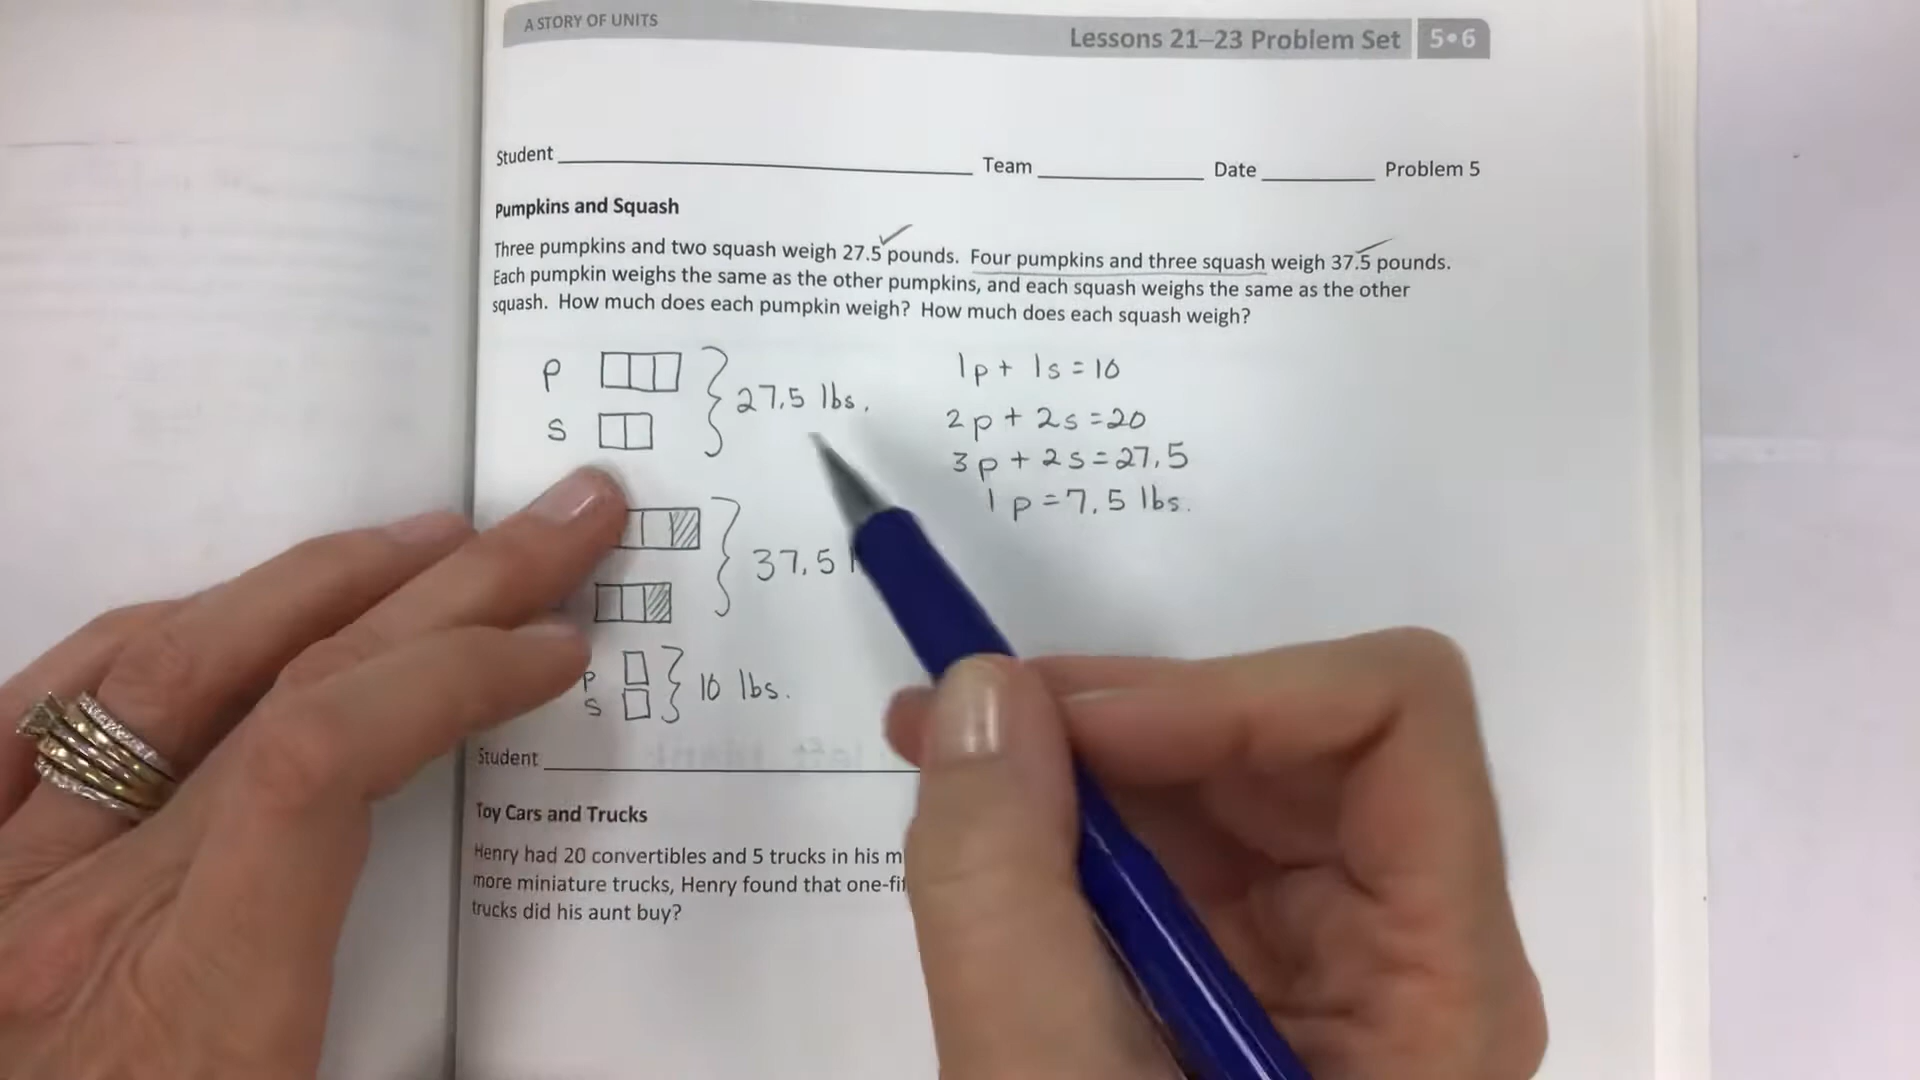 A STORY OF UNITS
Lessons 21–23 Problem Set 5•6
Student Team Date Problem 5
Pumpkins and Squash
Three pumpkins and two squash weigh 27.5 pounds. Four pumpkins and three squash weigh 37.5 pounds.
Each pumpkin weighs the same as the other pumpkins, and each squash weighs the same as the other
squash. How much does each pumpkin weigh? How much does each squash weigh?
P
S
27.5 lbs.
37.5
P
S
10 lbs.
1p + 1s = 10
2p + 2s = 20
3p + 2s = 27.5
1p = 7.5 lbs.
Student
Toy Cars and Trucks
Henry had 20 convertibles and 5 trucks in his
more miniature trucks, Henry found that
trucks did his aunt buy?